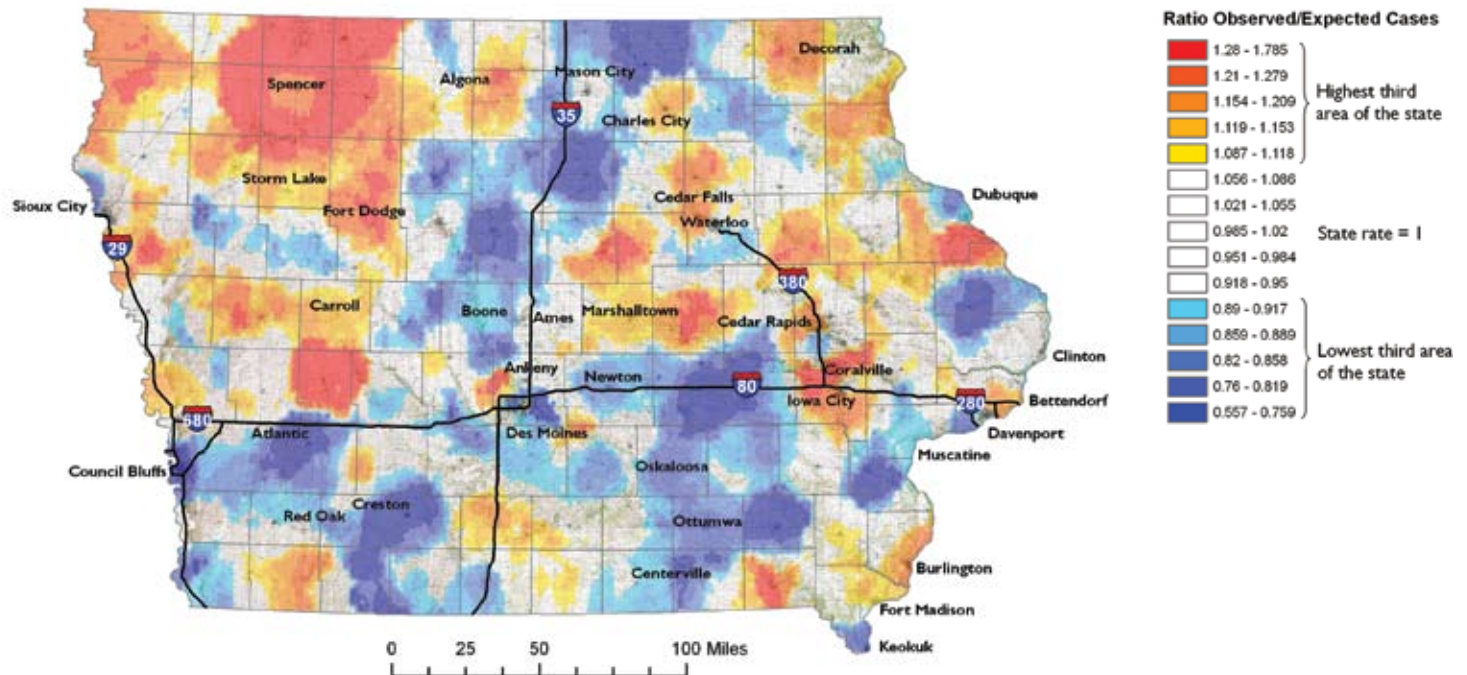 Ratio Observed/Expected Cases
1.28 - 1.785
1.21 - 1.279
1.154 - 1.209
1.119 - 1.153
1.087 - 1.118
1.056 - 1.086
1.021 - 1.055
0.985 - 1.02
0.951 - 0.984
0.918 - 0.95
0.89 - 0.917
0.859 - 0.889
0.82 - 0.858
0.76 - 0.819
0.557 - 0.759
Highest third
area of the state
State rate = 1
Lowest third area
of the state
Decorah
Spencer
Algona
Mason City
35
Charles City
Storm Lake
Cedar Falls
Dubuque
Sioux City
Fort Dodge
Waterloo
29
380
Carroll
Boone
Ames
Marshalltown
Cedar Rapids
Clinton
Ankeny
Newton
80
Coralville
Iowa City
280
Bettendorf
680
Atlantic
Des Moines
Davenport
Council Bluffs
Oskaloosa
Muscatine
Red Oak
Creston
Ottumwa
Centerville
Burlington
Fort Madison
Keokuk
0 25 50 100 Miles